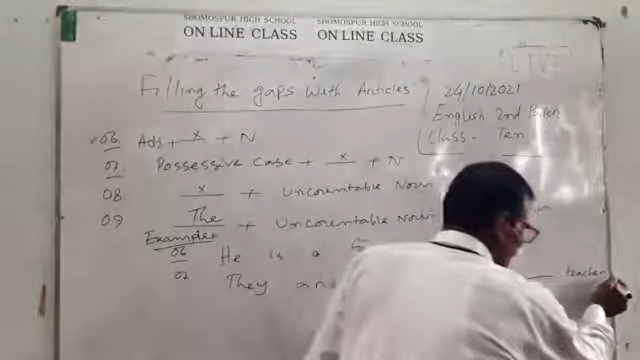 SHOMOSPUR HIGH SCHOOL SHOMOSPUR HIGH SCHOOL
ON LINE CLASS ON LINE CLASS
LIVE
Filling the gaps with Articles
24/10/2021
English 2nd Paper
Class - Ten
06. Adj + x + N
07. Possessive Case + x + N
08 x + Uncountable Noun
09 The + Uncountable Noun
Example
06 He is a
07 They are
teacher